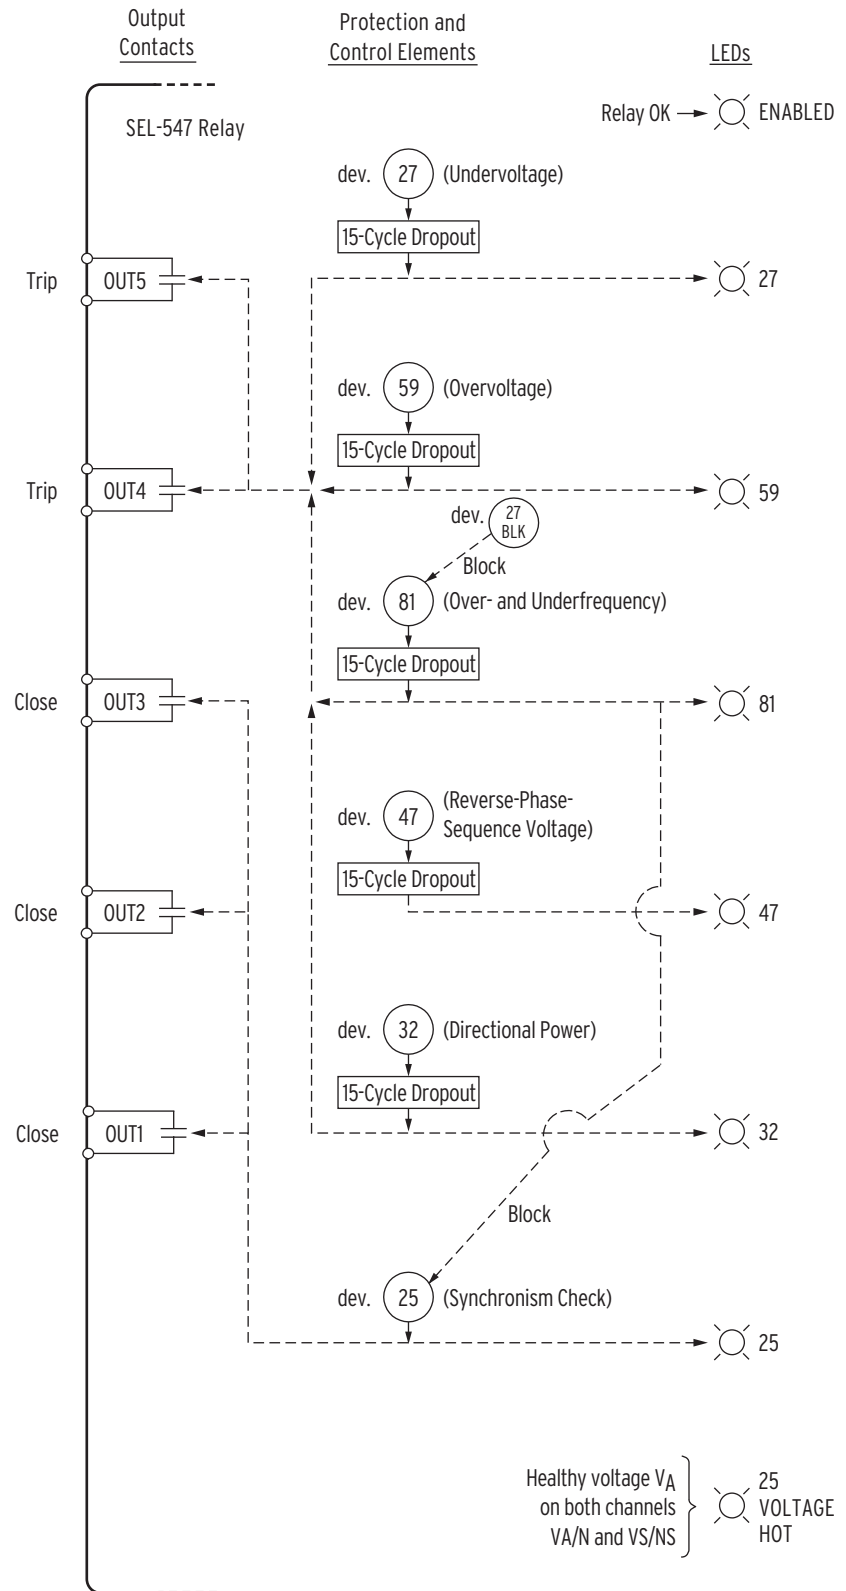 Output
Contacts
Protection and
Control Elements
LEDs
Relay OK
ENABLED
SEL-547 Relay
dev. 27 (Undervoltage)
15-Cycle Dropout
Trip OUT5 27
dev. 59 (Overvoltage)
15-Cycle Dropout
Trip OUT4 59
dev. 27
BLK
Block
dev. 81 (Over- and Underfrequency)
15-Cycle Dropout
Close OUT3 81
dev. 47 (Reverse-Phase-
Sequence Voltage)
15-Cycle Dropout
Close OUT2 47
dev. 32 (Directional Power)
15-Cycle Dropout
Close OUT1 32
Block
dev. 25 (Synchronism Check)
25
Healthy voltage VA
on both channels
VA/N and VS/NS
25
VOLTAGE
HOT